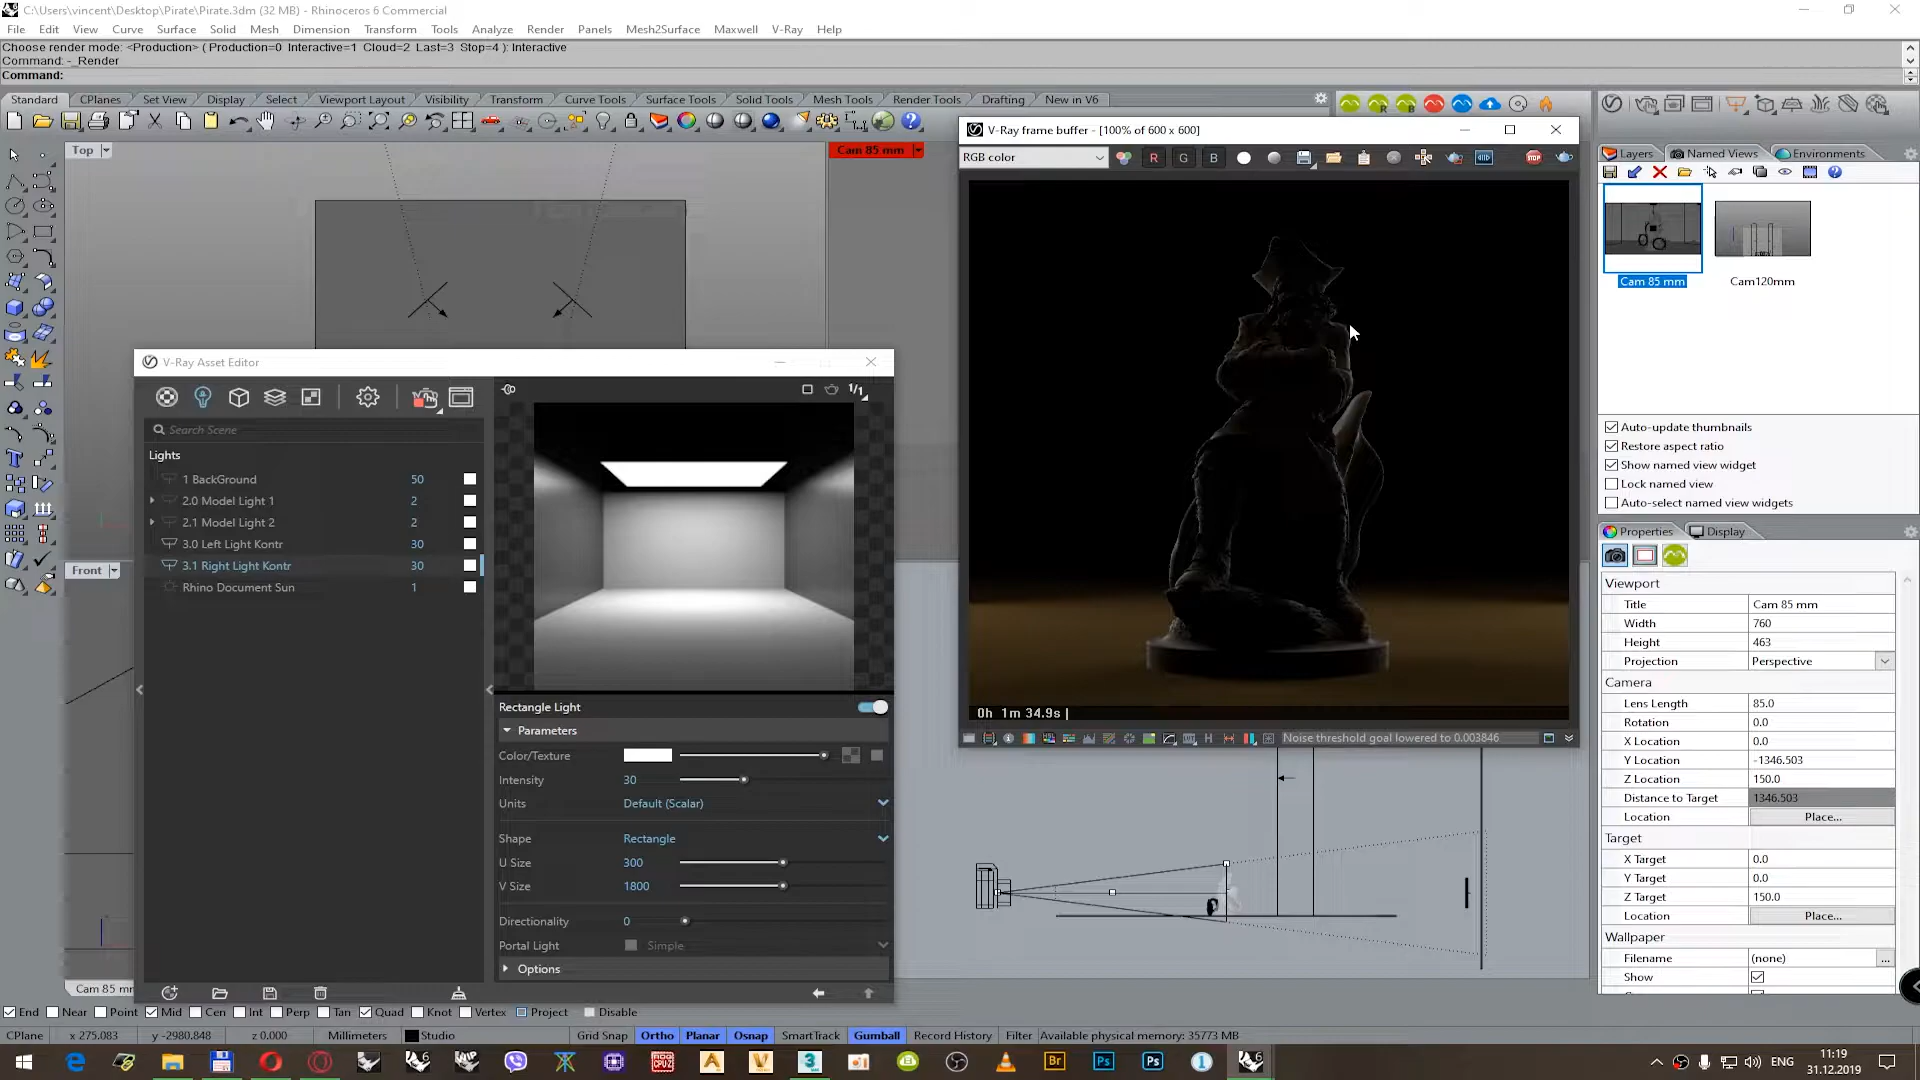 C:\Users\vincent\Desktop\Pirate\Pirate.3dm (32 MB) - Rhinoceros 6 Commercial
File Edit View Curve Surface Solid Mesh Dimension Transform Tools Analyze Render Panels Mesh2Surface Maxwell V-Ray Help
Choose render mode: <Production> ( Production=0 Interactive=1 Cloud=2 Last=3 Stop=4 ): Interactive
Command: -_Render
Command:
Standard CPlanes Set View Display Select Viewport Layout Visibility Transform Curve Tools Surface Tools Solid Tools Mesh Tools Render Tools Drafting New in V6
Top
Cam 85 mm
V-Ray frame buffer - [100% of 600 x 600]
RGB color
R G B
STOP
0h 1m 34.9s |
H
Noise threshold goal lowered to 0.003846
Layers Named Views Environments
Cam 85 mm
Cam120mm
Auto-update thumbnails
Restore aspect ratio
Show named view widget
Lock named view
Auto-select named view widgets
Properties Display
Viewport
Title Cam 85 mm
Width 760
Height 463
Projection Perspective
Camera
Lens Length 85.0
Rotation 0.0
X Location 0.0
Y Location -1346.503
Z Location 150.0
Distance to Target 1346.503
Location Place...
Target
X Target 0.0
Y Target 0.0
Z Target 150.0
Location Place...
Wallpaper
Filename (none) ...
Show
Front
V-Ray Asset Editor
1/1
Search Scene
Lights
1 BackGround 50
2.0 Model Light 1 2
2.1 Model Light 2 2
3.0 Left Light Kontr 30
3.1 Right Light Kontr 30
Rhino Document Sun 1
Rectangle Light
Parameters
Color/Texture
Intensity 30
Units Default (Scalar)
Shape Rectangle
U Size 300
V Size 1800
Directionality 0
Portal Light Simple
Options
Cam 85 mm
End Near Point Mid Cen Int Perp Tan Quad Knot Vertex Project Disable
CPlane x 275.083 y -2980.848 z 0.000 Millimeters Studio Grid Snap Ortho Planar Osnap SmartTrack Gumball Record History Filter Available physical memory: 35773 MB
Br Ps Ps
ENG
11:19
31.12.2019